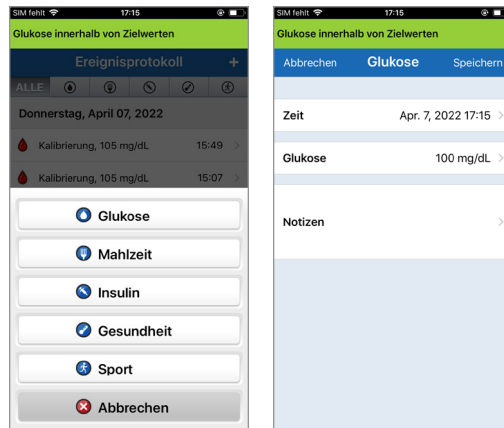 SIM fehlt 17:15
Glukose innerhalb von Zielwerten
Ereignisprotokoll +
ALLE
Donnerstag, April 07, 2022
Kalibrierung, 105 mg/dL 15:49 >
Kalibrierung, 105 mg/dL 15:07 >
Glukose
Mahlzeit
Insulin
Gesundheit
Sport
Abbrechen
SIM fehlt 17:15
Glukose innerhalb von Zielwerten
Abbrechen Glukose Speichern
Zeit Apr. 7, 2022 17:15 >
Glukose 100 mg/dL >
Notizen >